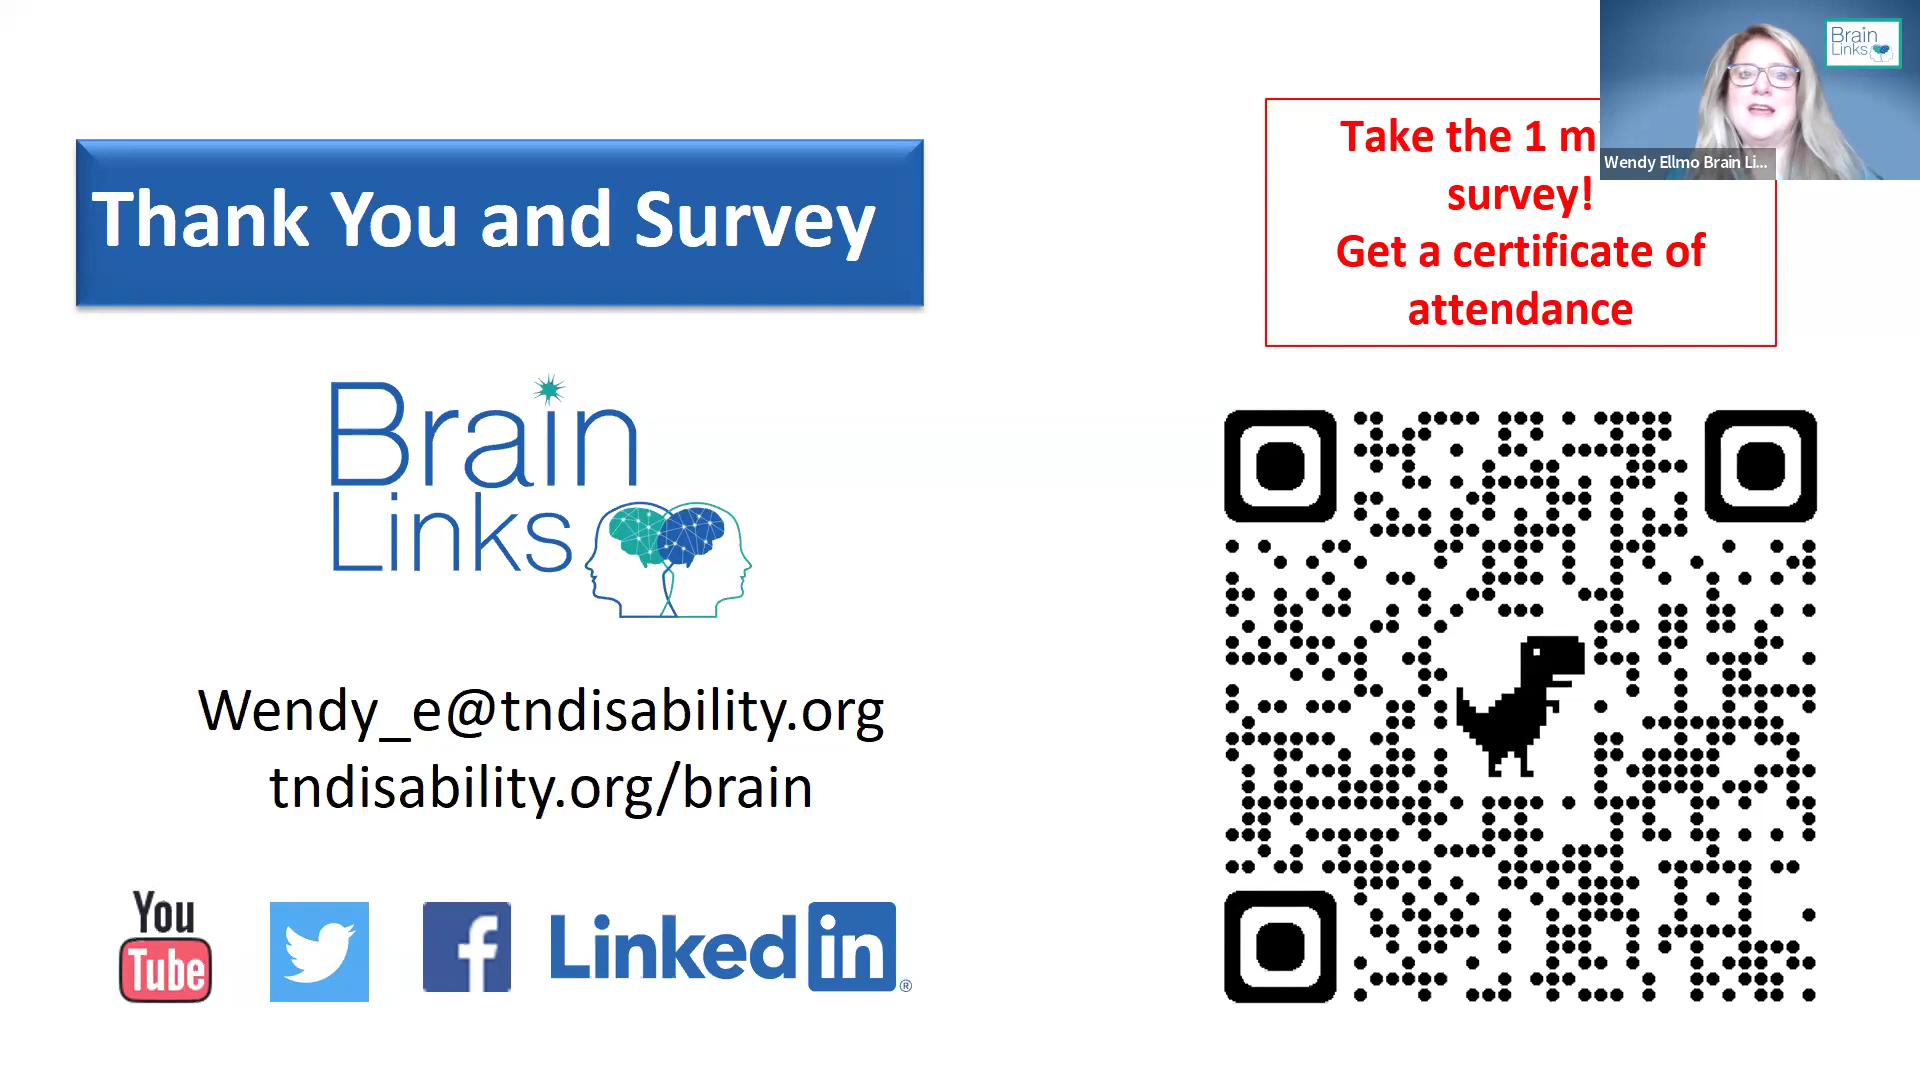 Thank You and Survey
Brain
Links
Wendy_e@tndisability.org
tndisability.org/brain
You
Tube
f
Linked in
®
Take the 1 m
survey!
Get a certificate of
attendance
Brain
Links
Wendy Ellmo Brain Li...